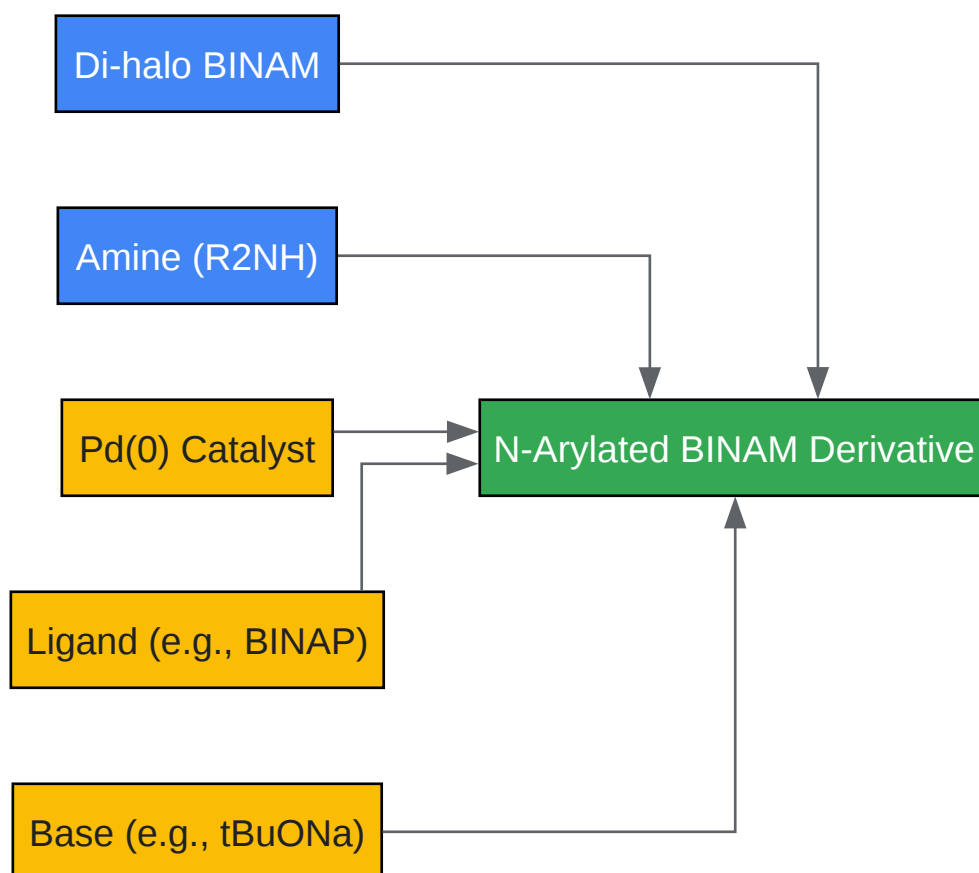 Di-halo BINAM
Amine (R2NH)
Pd(0) Catalyst
N-Arylated BINAM Derivative
Ligand (e.g., BINAP)
Base (e.g., tBuONa)